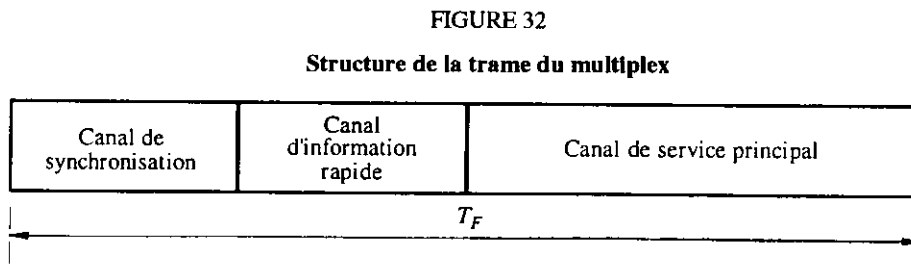 FIGURE 32
Structure de la trame du multiplex
Canal de
synchronisation
Canal
d'information
rapide
Canal de service principal
T_F